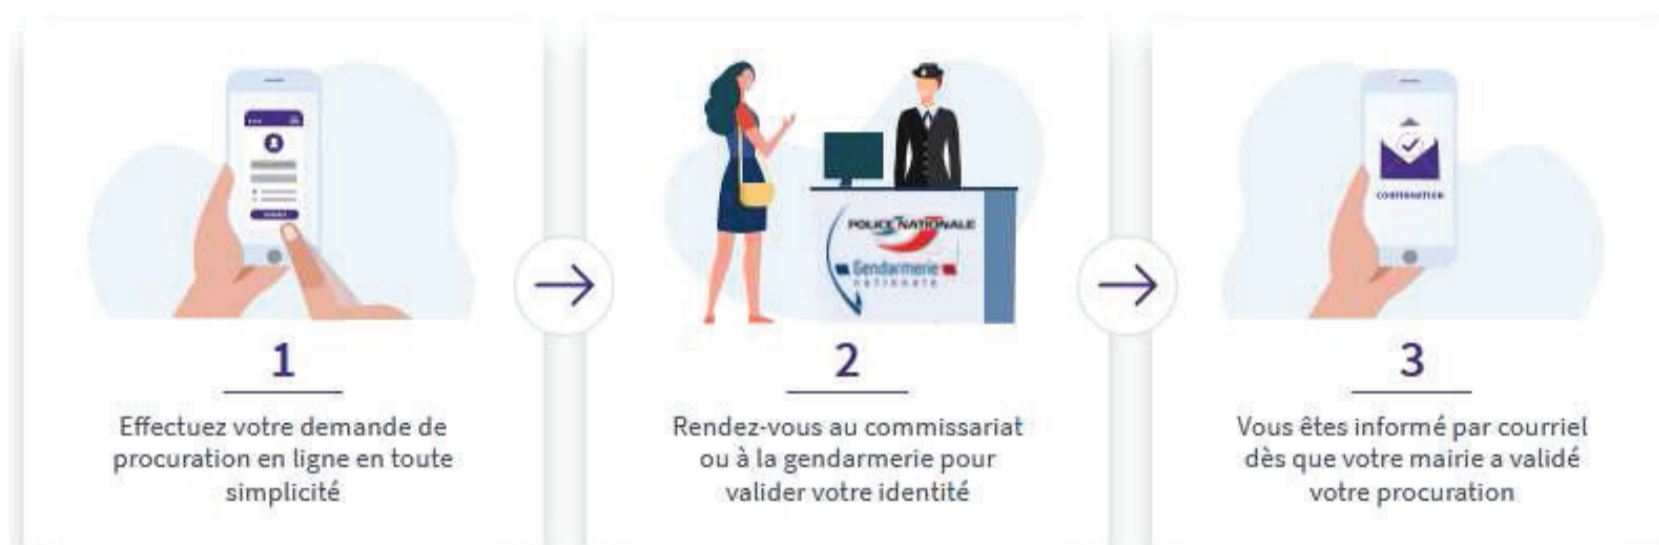 1
Effectuez votre demande de
procuration en ligne en toute
simplicité
POLICE NATIONALE
Gendarmerie
nationale
2
Rendez-vous au commissariat
ou à la gendarmerie pour
valider votre identité
CONFIRMATION
3
Vous êtes informé par courriel
dès que votre mairie a validé
votre procuration